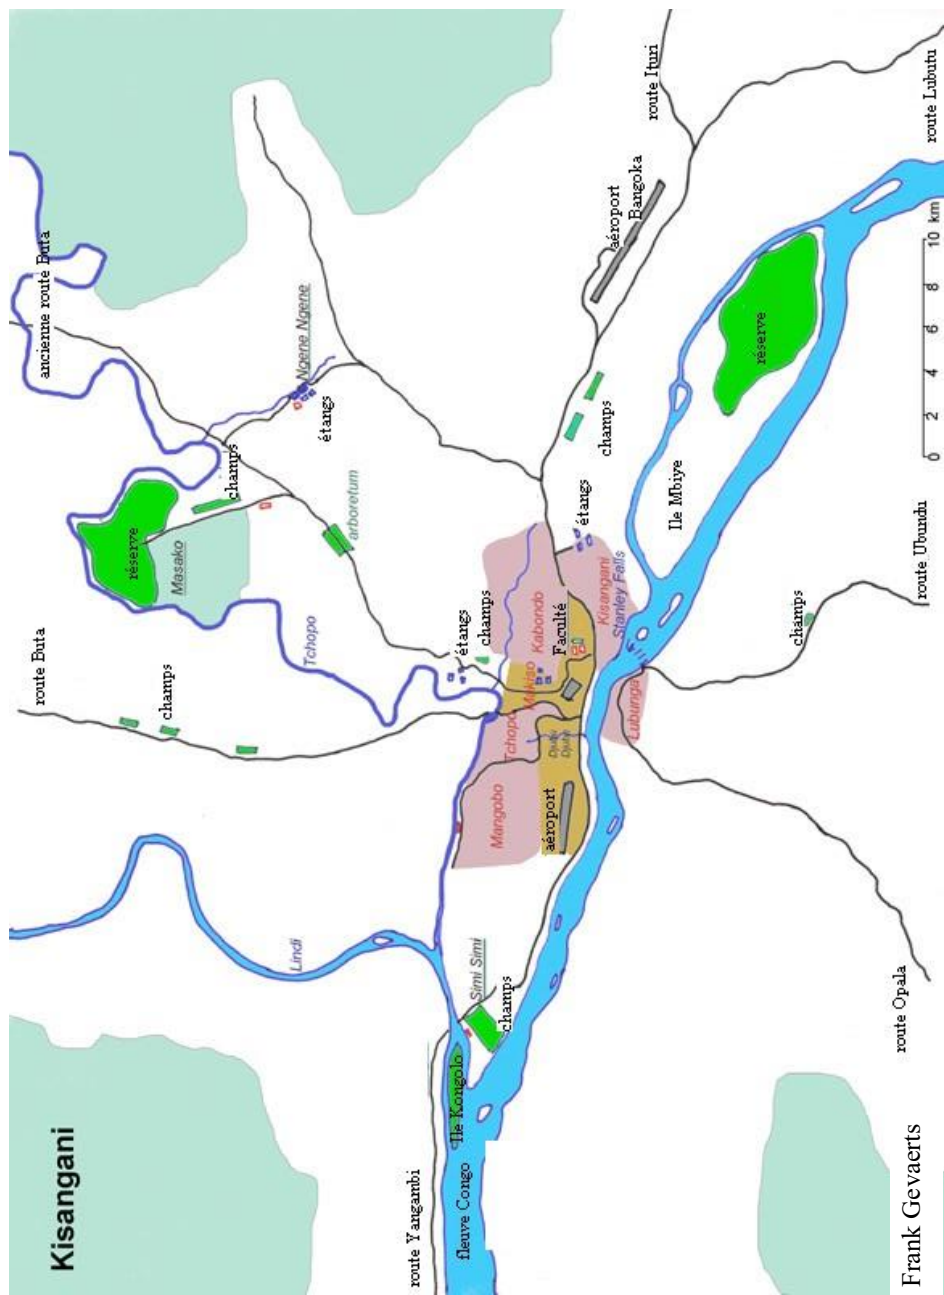 Kisangani
route Buta
ancienne route Buta
réserve
Masako
champs
champs
Tchopo
Ngene Ngene
étangs
arboretum
Lindi
étangs
champs
route Yangambi
fleuve Congo
Ile Kongolo
Simi Simi
champs
Mangobo
Tchopo
Makiso
Kabondo
Faculté
Kisangani
Stanley Falls
étangs
aéroport
Djubu
Djubu
Lubunga
champs
aéroport
Bangoka
route Ituri
route Lubutu
Ile Mbiye
réserve
champs
route Ubundu
route Opala
0 2 4 6 8 10 km
Frank Gevaerts